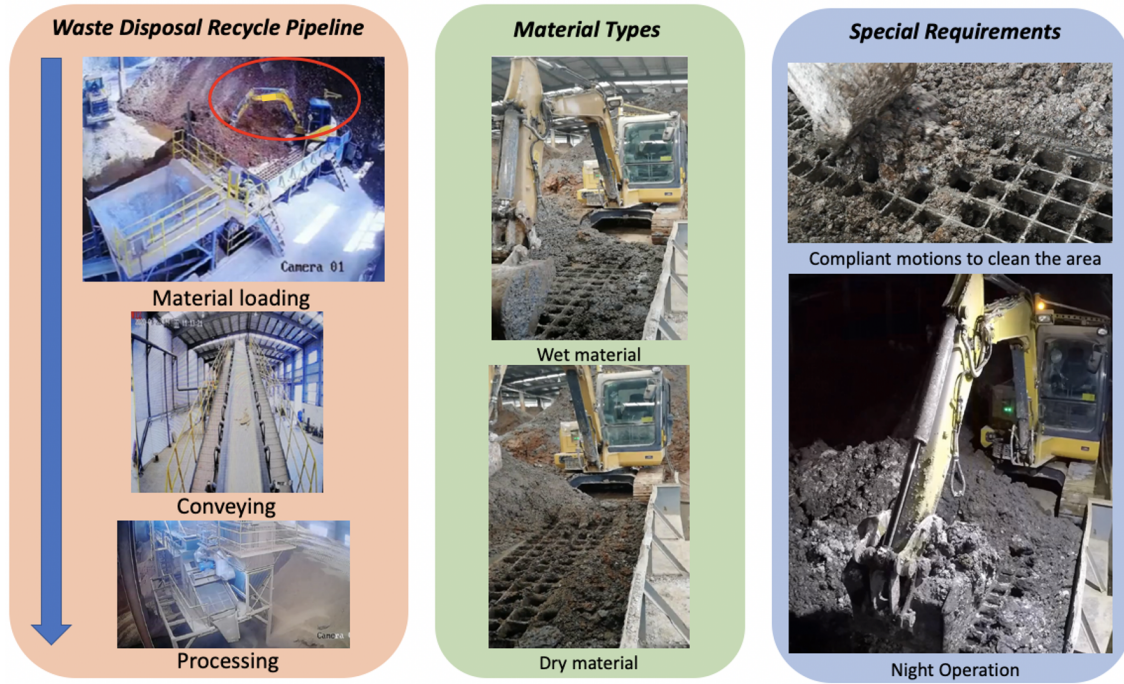 Waste Disposal Recycle Pipeline
Camera 01
Material loading
Conveying
Processing
Material Types
Wet material
Dry material
Special Requirements
Compliant motions to clean the area
Night Operation